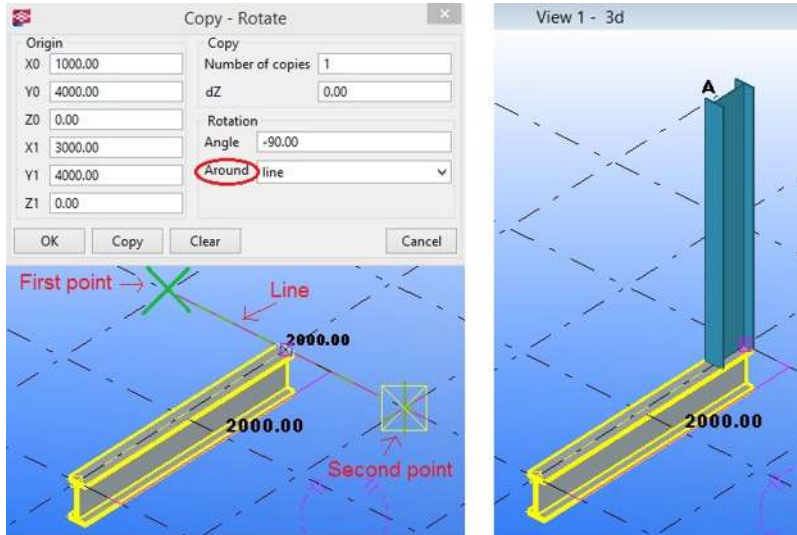 Copy - Rotate
Origin
X0 1000.00
Y0 4000.00
Z0 0.00
X1 3000.00
Y1 4000.00
Z1 0.00
Copy
Number of copies 1
dZ 0.00
Rotation
Angle -90.00
Around line
OK Copy Clear Cancel
First point
Line
2000.00
2000.00
Second point
View 1 - 3d
A
2000.00